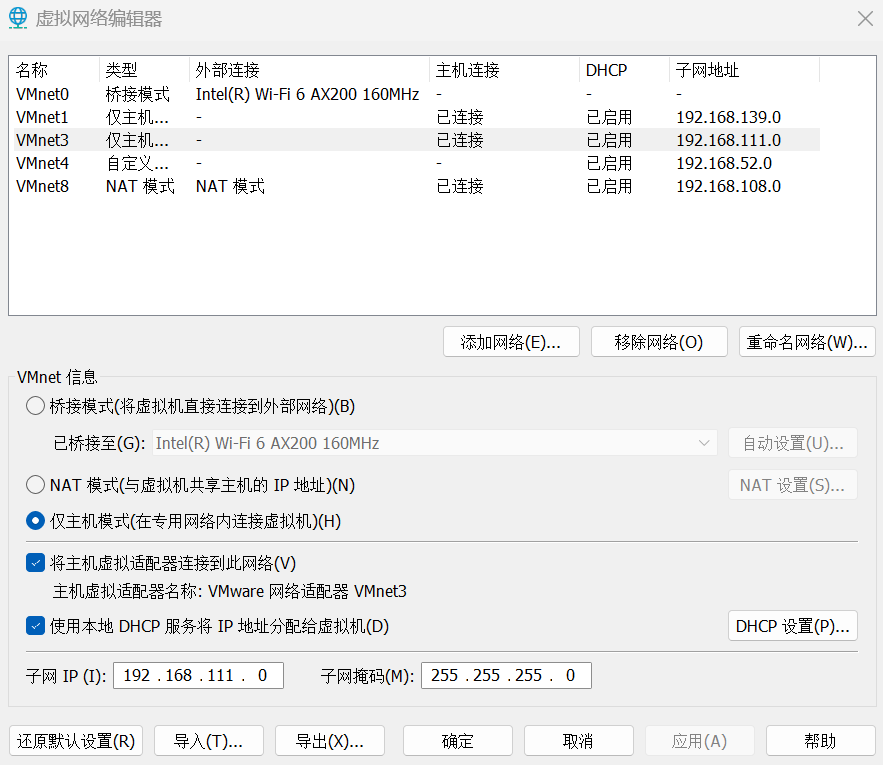 虚拟网络编辑器
名称 类型 外部连接 主机连接 DHCP 子网地址
VMnet0 桥接模式 Intel(R) Wi-Fi 6 AX200 160MHz - - -
VMnet1 仅主机... - 已连接 已启用 192.168.139.0
VMnet3 仅主机... - 已连接 已启用 192.168.111.0
VMnet4 自定义... - - 已启用 192.168.52.0
VMnet8 NAT 模式 NAT 模式 已连接 已启用 192.168.108.0
添加网络(E)... 移除网络(O) 重命名网络(W)...
VMnet 信息
桥接模式(将虚拟机直接连接到外部网络)(B)
已桥接至(G): Intel(R) Wi-Fi 6 AX200 160MHz 自动设置(U)...
NAT 模式(与虚拟机共享主机的 IP 地址)(N) NAT 设置(S)...
仅主机模式(在专用网络内连接虚拟机)(H)
将主机虚拟适配器连接到此网络(V)
主机虚拟适配器名称: VMware 网络适配器 VMnet3
使用本地 DHCP 服务将 IP 地址分配给虚拟机(D) DHCP 设置(P)...
子网 IP (I): 192 . 168 . 111 . 0 子网掩码(M): 255 . 255 . 255 . 0
还原默认设置(R) 导入(T)... 导出(X)... 确定 取消 应用(A) 帮助